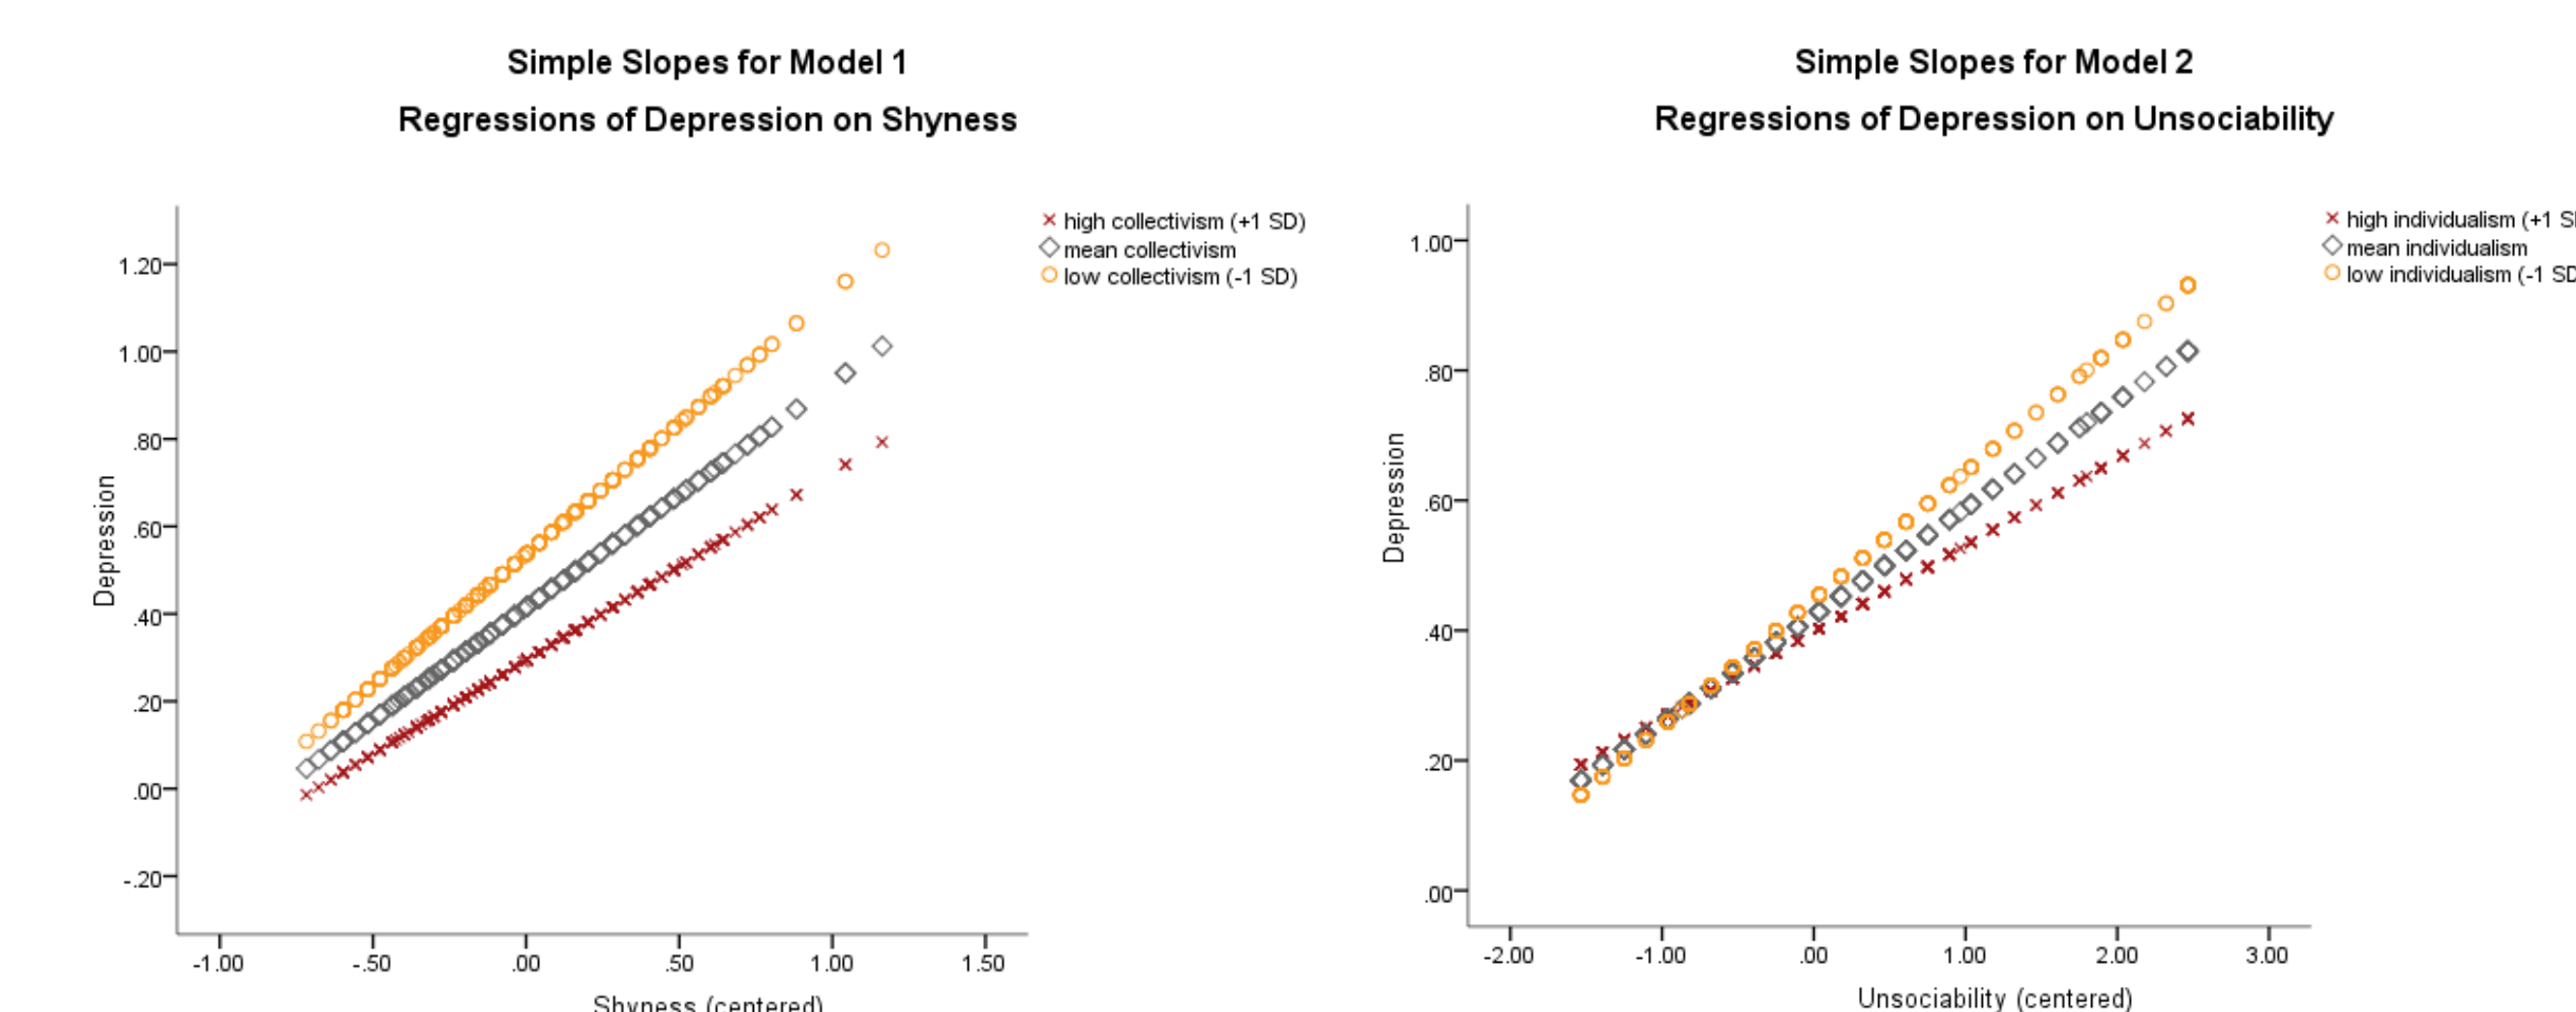 Simple Slopes for Model 1
Regressions of Depression on Shyness
high collectivism (+1 SD)
mean collectivism
low collectivism (-1 SD)
1.20
1.00
.80
.60
.40
.20
.00
-.20
Depression
-1.00 -.50 .00 .50 1.00 1.50
Shyness (centered)
Simple Slopes for Model 2
Regressions of Depression on Unsociability
high individualism (+1 S
mean individualism
low individualism (-1 SD
1.00
.80
.60
.40
.20
.00
Depression
-2.00 -1.00 .00 1.00 2.00 3.00
Unsociability (centered)